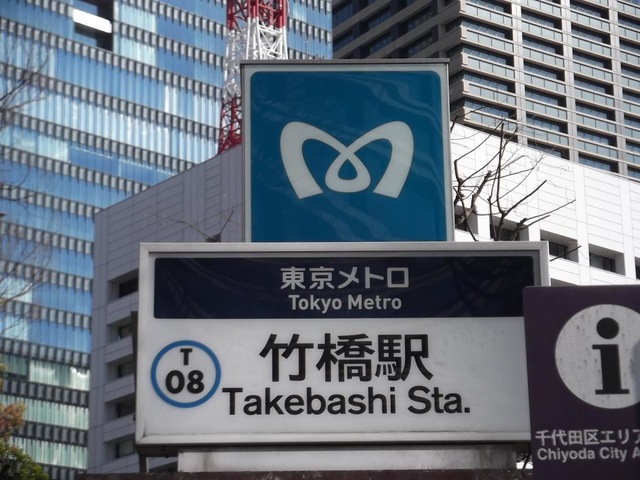 東京メトロ
Tokyo Metro
T
08
竹橋駅
Takebashi Sta.
i
千代田区エリア
Chiyoda City A